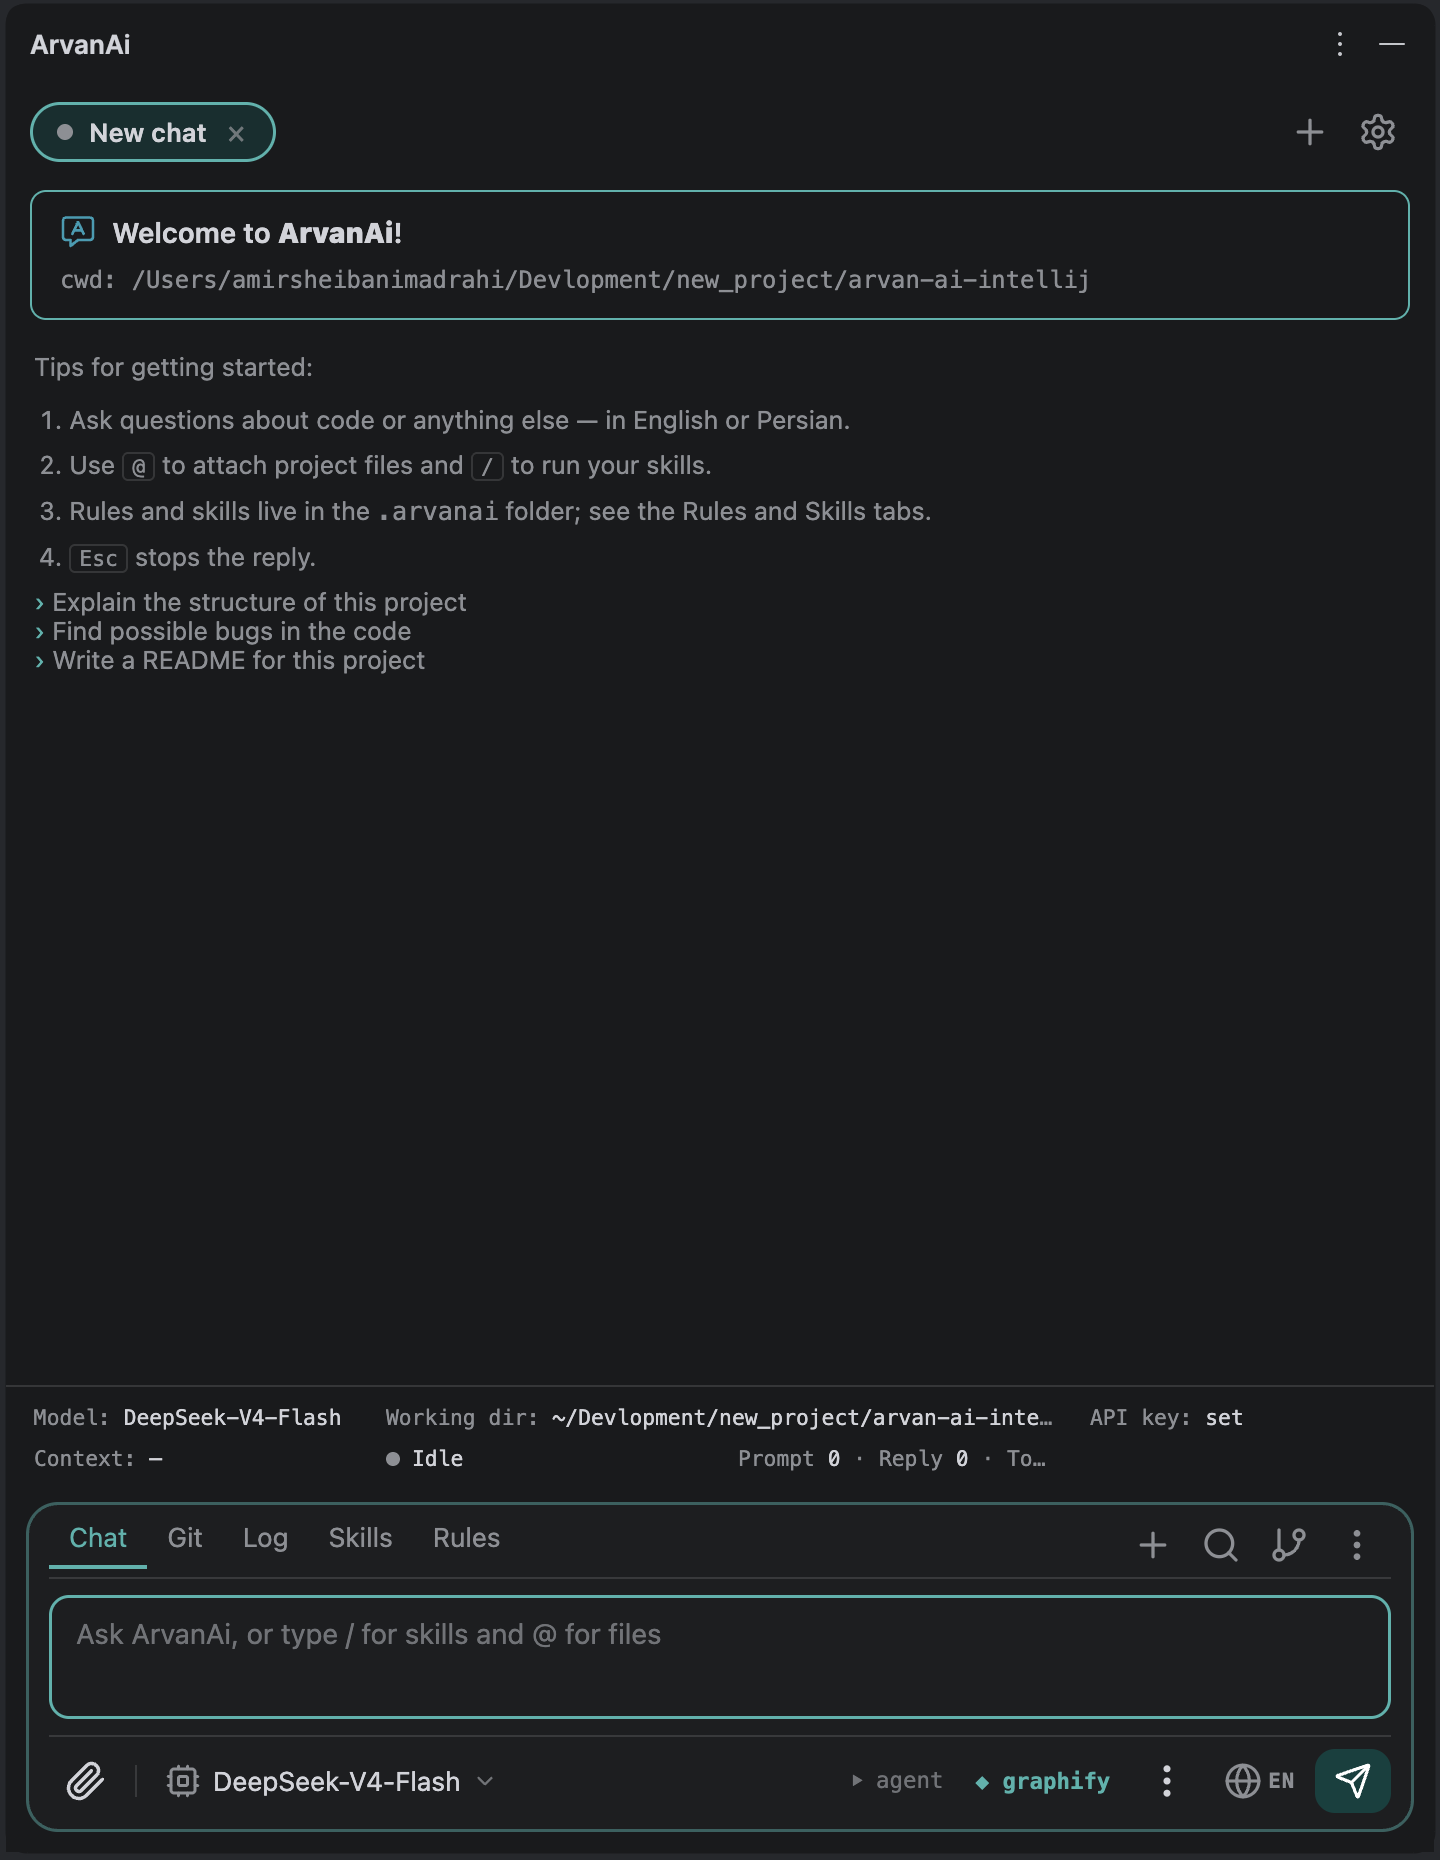 ArvanAi
New chat ×
Welcome to ArvanAi!
cwd: /Users/amirsheibanimadrahi/Devlopment/new_project/arvan-ai-intellij
Tips for getting started:
1. Ask questions about code or anything else — in English or Persian.
2. Use @ to attach project files and / to run your skills.
3. Rules and skills live in the .arvanai folder; see the Rules and Skills tabs.
4. Esc stops the reply.
› Explain the structure of this project
› Find possible bugs in the code
› Write a README for this project
Model: DeepSeek-V4-Flash Working dir: ~/Devlopment/new_project/arvan-ai-inte… API key: set
Context: — Idle Prompt 0 · Reply 0 · To…
Chat Git Log Skills Rules
Ask ArvanAi, or type / for skills and @ for files
DeepSeek-V4-Flash agent graphify EN